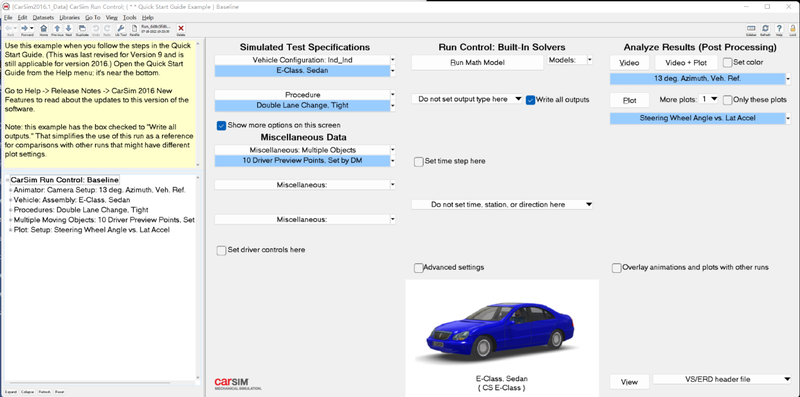 (CarSim2016.1_Data) CarSim Run Control; { * * Quick Start Guide Example } Baseline
File Edit Datasets Libraries Go To View Tools Help
Previous Forward Home Previous Next Duplicate Undo Redo Lib Tool Parsfile Delete Sidebar Refresh Help Lock
Use this example when you follow the steps in the Quick
Start Guide. (This was last revised for Version 9 and is
still applicable for version 2016.) Open the Quick Start
Guide from the Help menu; it's near the bottom.
Go to Help -> Release Notes -> CarSim 2016 New
Features to read about the updates to this version of the
software.
Note: this example has the box checked to "Write all
outputs." That simplifies the use of this run as a reference
for comparisons with other runs that might have different
plot settings.
CarSim Run Control: Baseline
Animator: Camera Setup: 13 deg. Azimuth, Veh. Ref.
Vehicle: Assembly: E-Class, Sedan
Procedures: Double Lane Change, Tight
Multiple Moving Objects: 10 Driver Preview Points, Set
Plot: Setup: Steering Wheel Angle vs. Lat Accel
Expand Collapse Refresh Reset
Simulated Test Specifications
Vehicle Configuration: Ind_Ind
E-Class, Sedan
Procedure
Double Lane Change, Tight
Show more options on this screen
Miscellaneous Data
Miscellaneous: Multiple Objects
10 Driver Preview Points, Set by DM
Miscellaneous:
Miscellaneous:
Set driver controls here
CARSIM
MECHANICAL SIMULATION
Run Control: Built-In Solvers
Run Math Model
Models:
Do not set output type here
Write all outputs
Set time step here
Do not set time, station, or direction here
Advanced settings
E-Class, Sedan
{ CS E-Class }
Analyze Results (Post Processing)
Video
Video + Plot
Set color
13 deg. Azimuth, Veh. Ref.
Plot
More plots: 1
Only these plots
Steering Wheel Angle vs. Lat Accel
Overlay animations and plots with other runs
View
VS/ERD header file